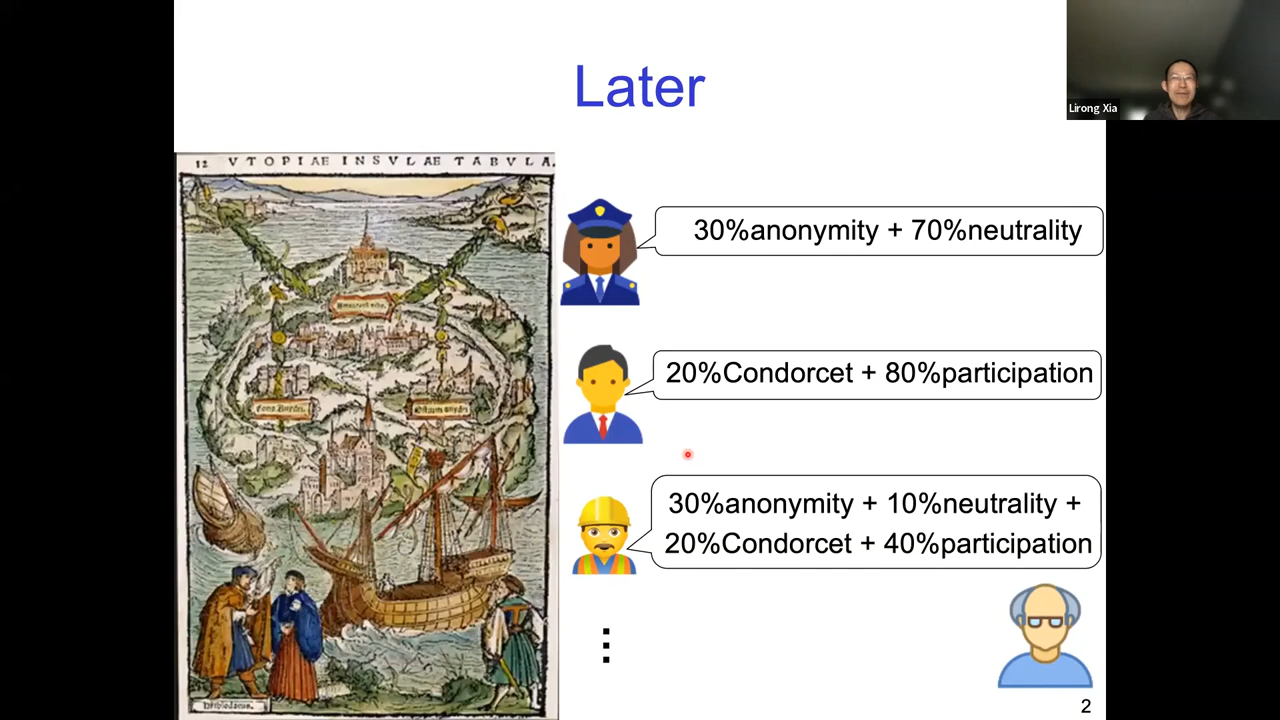 Later
Lirong Xia
12 VTOPIAE INSVLAE TABVLA.
30%anonymity + 70%neutrality
20%Condorcet + 80%participation
30%anonymity + 10%neutrality +
20%Condorcet + 40%participation
2